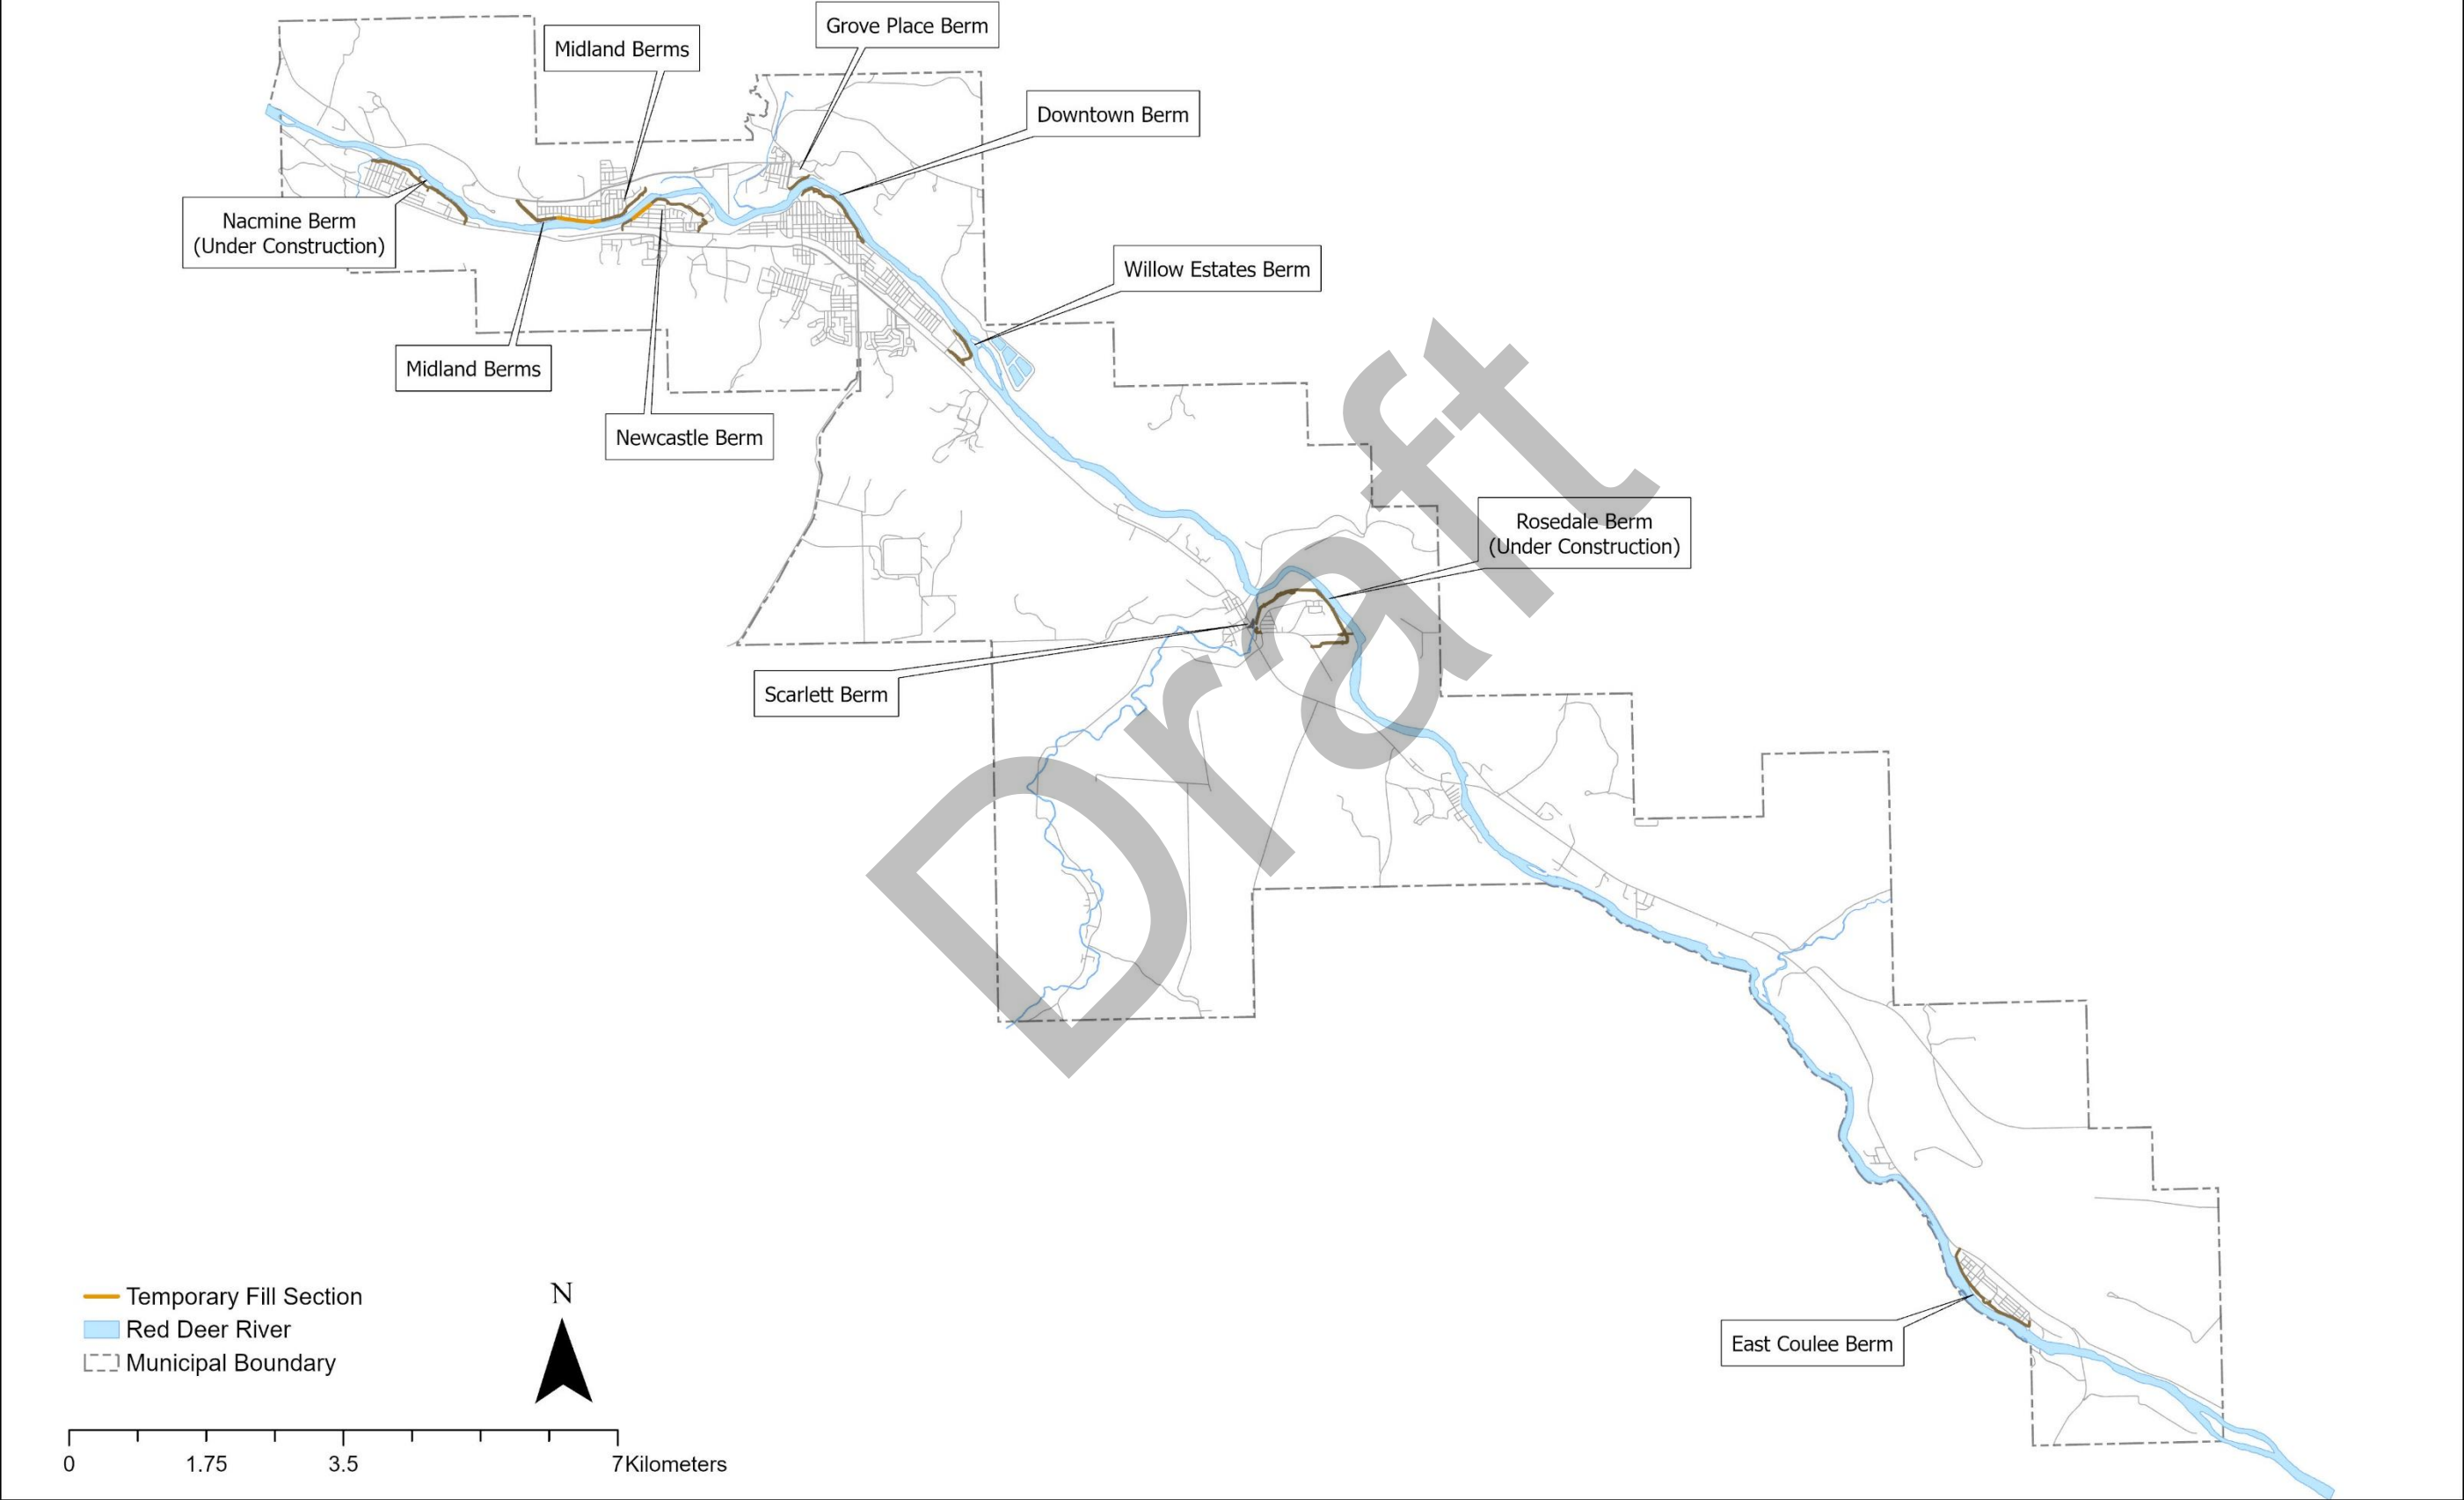 Grove Place Berm
Midland Berms
Downtown Berm
Nacmine Berm
(Under Construction)
Willow Estates Berm
Midland Berms
Newcastle Berm
Rosedale Berm
(Under Construction)
Scarlett Berm
Draft
East Coulee Berm
Temporary Fill Section
Red Deer River
Municipal Boundary
N
0 1.75 3.5 7Kilometers